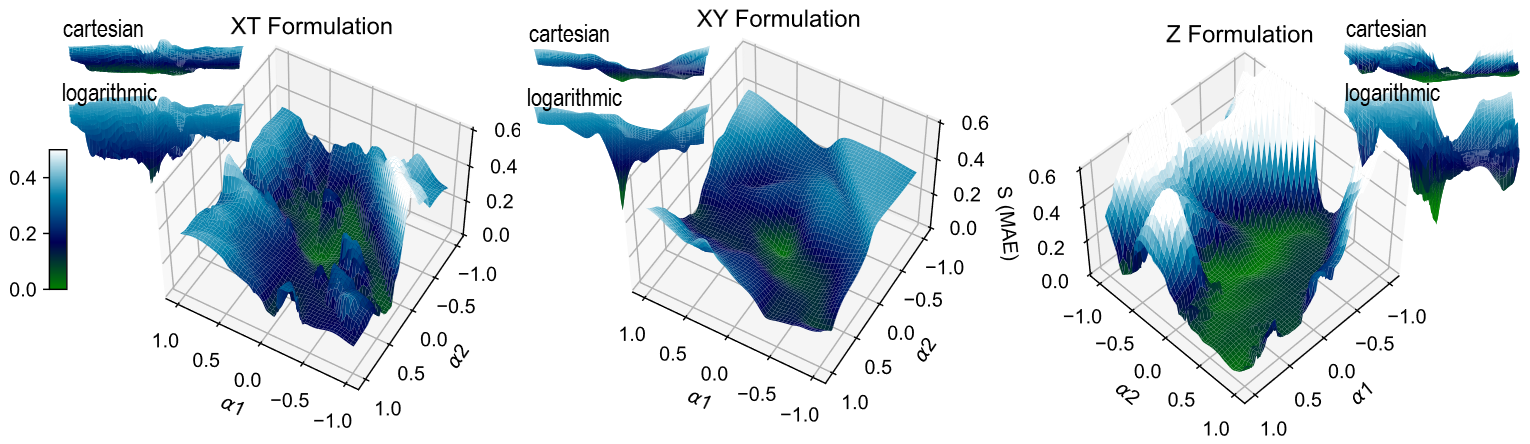 XT Formulation
cartesian
logarithmic
0.4
0.2
0.0
0.6
0.4
0.2
0.0
−1.0
−0.5
0.0
0.5
1.0
α2
1.0
0.5
0.0
−0.5
−1.0
α1
XY Formulation
cartesian
logarithmic
0.6
0.4
0.2
0.0
S (MAE)
−1.0
−0.5
0.0
0.5
1.0
α2
1.0
0.5
0.0
−0.5
−1.0
α1
Z Formulation
cartesian
logarithmic
0.6
0.4
0.2
0.0
−1.0
−0.5
0.0
0.5
1.0
α2
−1.0
−0.5
0.0
0.5
1.0
α1